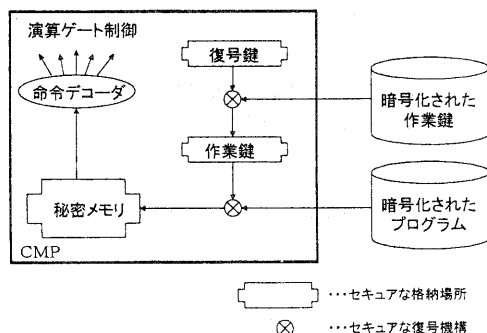 演算ゲート制御
命令デコーダ
秘密メモリ
CMP
復号鍵
作業鍵
暗号化された
作業鍵
暗号化された
プログラム
･･･セキュアな格納場所
･･･セキュアな復号機構